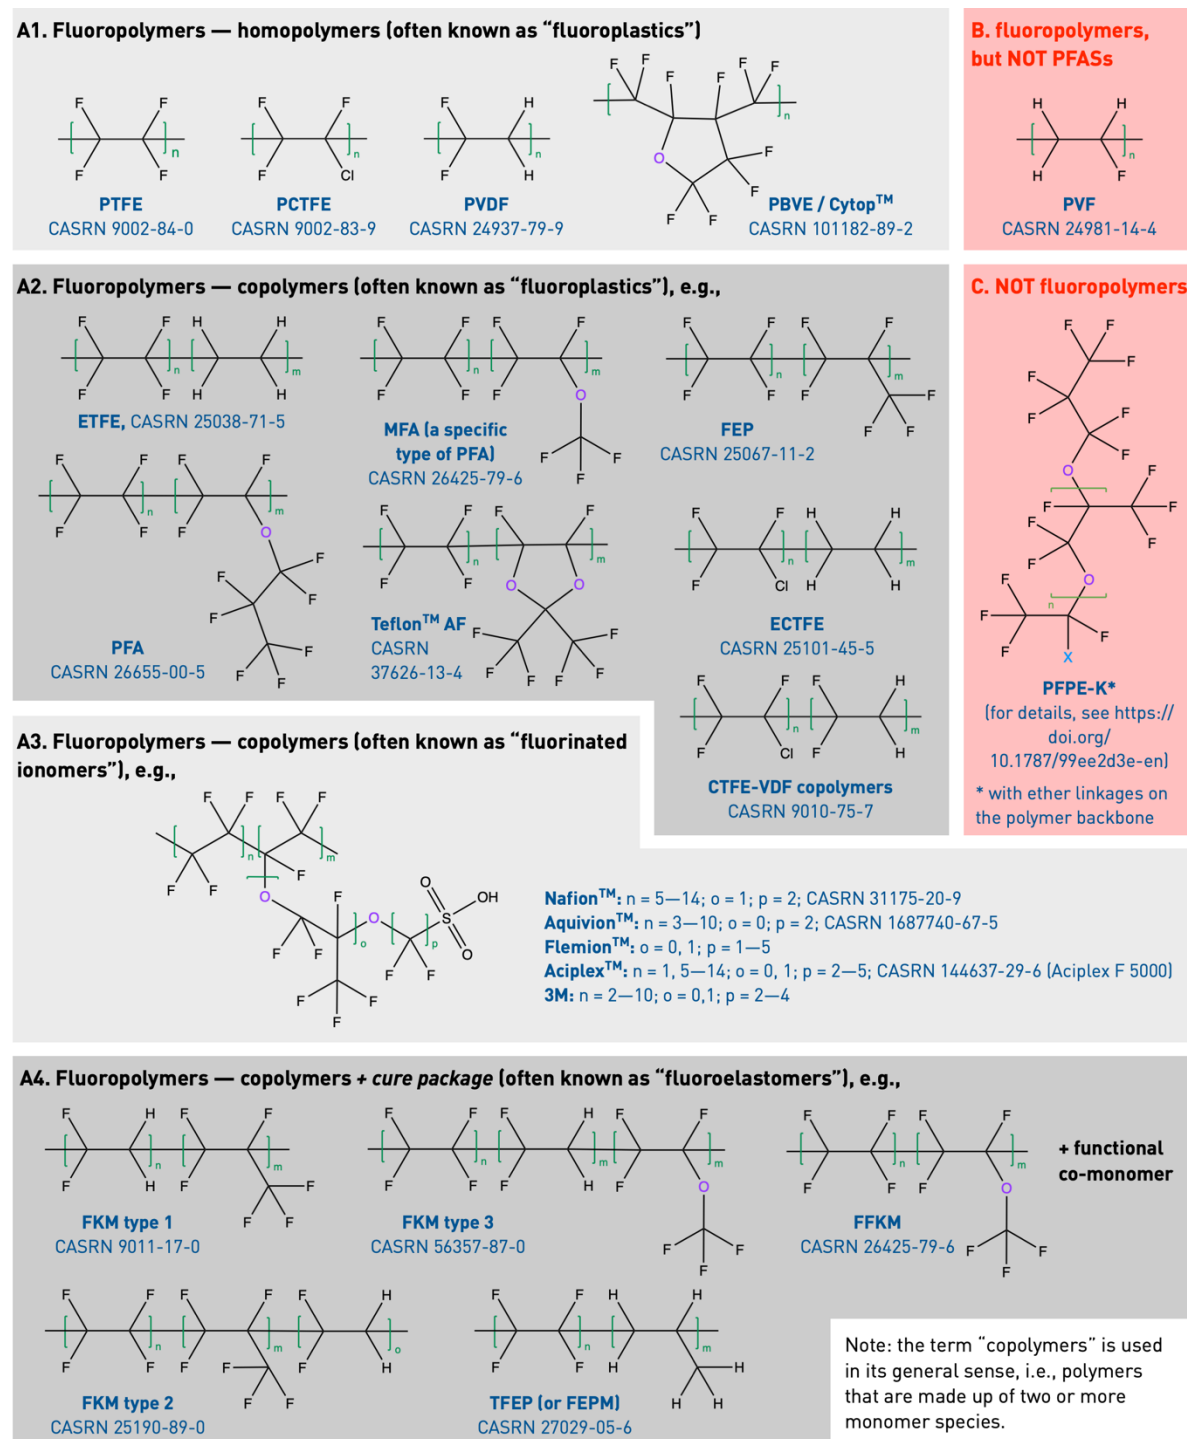 A1. Fluoropolymers — homopolymers (often known as “fluoroplastics”)
F F F F n
PTFE
CASRN 9002-84-0
F F F Cl n
PCTFE
CASRN 9002-83-9
F H F H n
PVDF
CASRN 24937-79-9
F F F F F F n
O F F F F
PBVE / Cytop™
CASRN 101182-89-2
B. fluoropolymers,
but NOT PFASs
H H H F n
PVF
CASRN 24981-14-4
A2. Fluoropolymers — copolymers (often known as “fluoroplastics”), e.g.,
F F H H
n m
F F H H
ETFE, CASRN 25038-71-5
F F F F
n m
F F F O
F F F
MFA (a specific
type of PFA)
CASRN 26425-79-6
F F F F
n m
F F F F F F
FEP
CASRN 25067-11-2
F F F F
n m
F F F O
F F F F F F F
PFA
CASRN 26655-00-5
F F F F
n m
F F O O
F F F F F F
Teflon™ AF
CASRN
37626-13-4
F F H H
n m
F Cl H H
ECTFE
CASRN 25101-45-5
F F F H
n m
F Cl F H
CTFE-VDF copolymers
CASRN 9010-75-7
C. NOT fluoropolymers
F F F
F F
F F
O
F F F F
F F
O
n
F F F F
X
PFPE-K*
(for details, see https://
doi.org/
10.1787/99ee2d3e-en)
* with ether linkages on
the polymer backbone
A3. Fluoropolymers — copolymers (often known as “fluorinated
ionomers”), e.g.,
F F F F
n m
F F F
O F O O S OH
F F o F F p O
F F F
Nafion™: n = 5—14; o = 1; p = 2; CASRN 31175-20-9
Aquivion™: n = 3—10; o = 0; p = 2; CASRN 1687740-67-5
Flemion™: o = 0, 1; p = 1—5
Aciplex™: n = 1, 5—14; o = 0, 1; p = 2—5; CASRN 144637-29-6 (Aciplex F 5000)
3M: n = 2—10; o = 0,1; p = 2—4
A4. Fluoropolymers — copolymers + cure package (often known as “fluoroelastomers”), e.g.,
F H F F
n m
F H F F F F
FKM type 1
CASRN 9011-17-0
F F F H F F
n m m
F F F H F O
F F F
FKM type 3
CASRN 56357-87-0
F F F F
n m
F F F O
F F F
FFKM
CASRN 26425-79-6
+ functional
co-monomer
F F F F F H
n m o
F F F F F F F H
FKM type 2
CASRN 25190-89-0
F F H H
n m
F F H H H H
TFEP (or FEPM)
CASRN 27029-05-6
Note: the term “copolymers” is used
in its general sense, i.e., polymers
that are made up of two or more
monomer species.